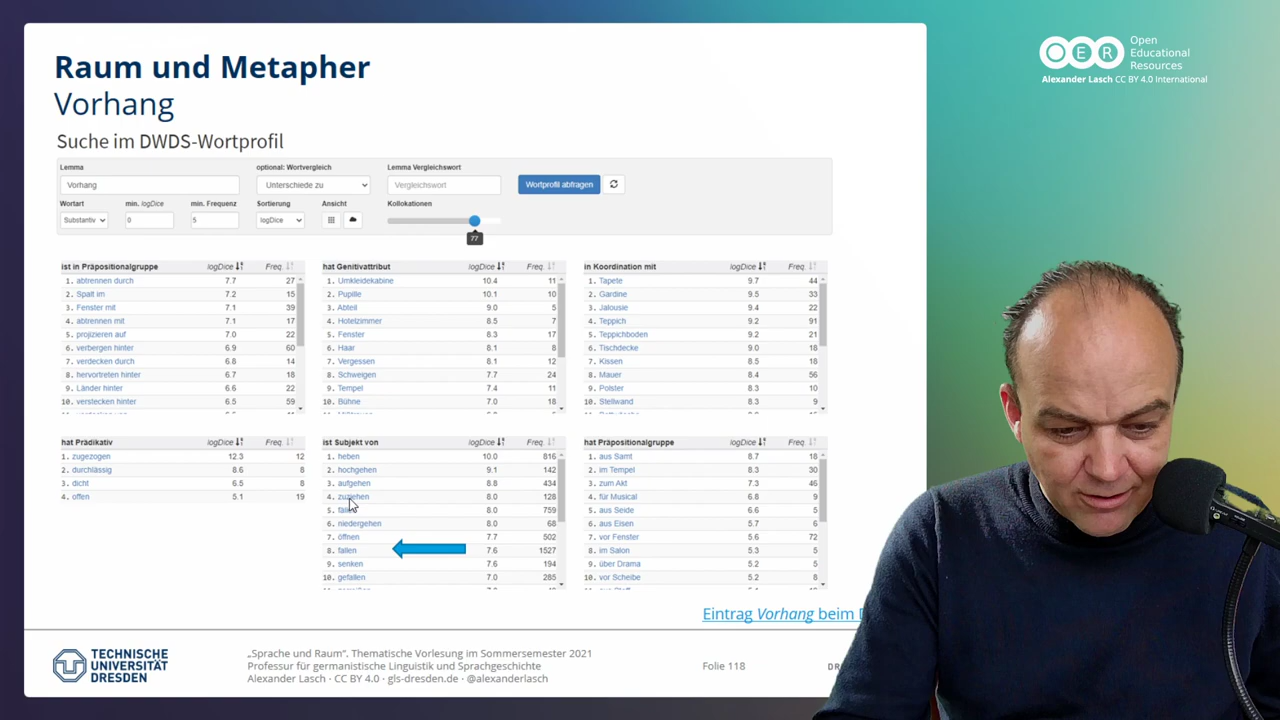 Raum und Metapher
Vorhang
Suche im DWDS-Wortprofil
Lemma
optional: Wortvergleich
Lemma Vergleichswort
Vorhang
Unterschiede zu
Vergleichswort
Wortprofil abfragen
Wortart
min. logDice
min. Frequenz
Sortierung
Ansicht
Kollokationen
Substantiv
0
5
logDice
77
ist in Präpositionalgruppe logDice Freq.
1. abtrennen durch 7.7 27
2. Spalt im 7.2 15
3. Fenster mit 7.1 39
4. abtrennen mit 7.1 17
5. projizieren auf 7.0 22
6. verbergen hinter 6.9 60
7. verdecken durch 6.8 14
8. hervortreten hinter 6.7 18
9. Länder hinter 6.6 22
10. verstecken hinter 6.5 59
hat Genitivattribut logDice Freq.
1. Umkleidekabine 10.4 11
2. Pupille 10.1 10
3. Abteil 9.0 5
4. Hotelzimmer 8.5 7
5. Fenster 8.3 17
6. Haar 8.1 8
7. Vergessen 8.1 12
8. Schweigen 7.7 24
9. Tempel 7.4 11
10. Bühne 7.0 18
in Koordination mit logDice Freq.
1. Tapete 9.7 44
2. Gardine 9.5 33
3. Jalousie 9.4 22
4. Teppich 9.2 91
5. Teppichboden 9.2 21
6. Tischdecke 9.0 18
7. Kissen 8.5 18
8. Mauer 8.4 56
9. Polster 8.3 10
10. Stellwand 8.3 9
hat Prädikativ logDice Freq.
1. zugezogen 12.3 12
2. durchlässig 8.6 8
3. dicht 6.5 8
4. offen 5.1 19
ist Subjekt von logDice Freq.
1. heben 10.0 816
2. hochgehen 9.1 142
3. aufgehen 8.8 434
4. zuziehen 8.0 128
5. 8.0 759
6. niedergehen 8.0 68
7. öffnen 7.7 502
8. fallen 7.6 1527
9. senken 7.6 194
10. gefallen 7.0 285
hat Präpositionalgruppe logDice Freq.
1. aus Samt 8.7 18
2. im Tempel 8.3 30
3. zum Akt 7.3 46
4. für Musical 6.8 9
5. aus Seide 6.6 5
6. aus Eisen 5.7 6
7. vor Fenster 5.6 72
8. im Salon 5.3 5
9. über Drama 5.2 5
10. vor Scheibe 5.2 8
Eintrag Vorhang beim
TECHNISCHE
UNIVERSITÄT
DRESDEN
„Sprache und Raum“. Thematische Vorlesung im Sommersemester 2021
Professur für germanistische Linguistik und Sprachgeschichte
Alexander Lasch · CC BY 4.0 · gls-dresden.de · @alexanderlasch
Folie 118
OER
Open
Educational
Resources
Alexander Lasch CC BY 4.0 International